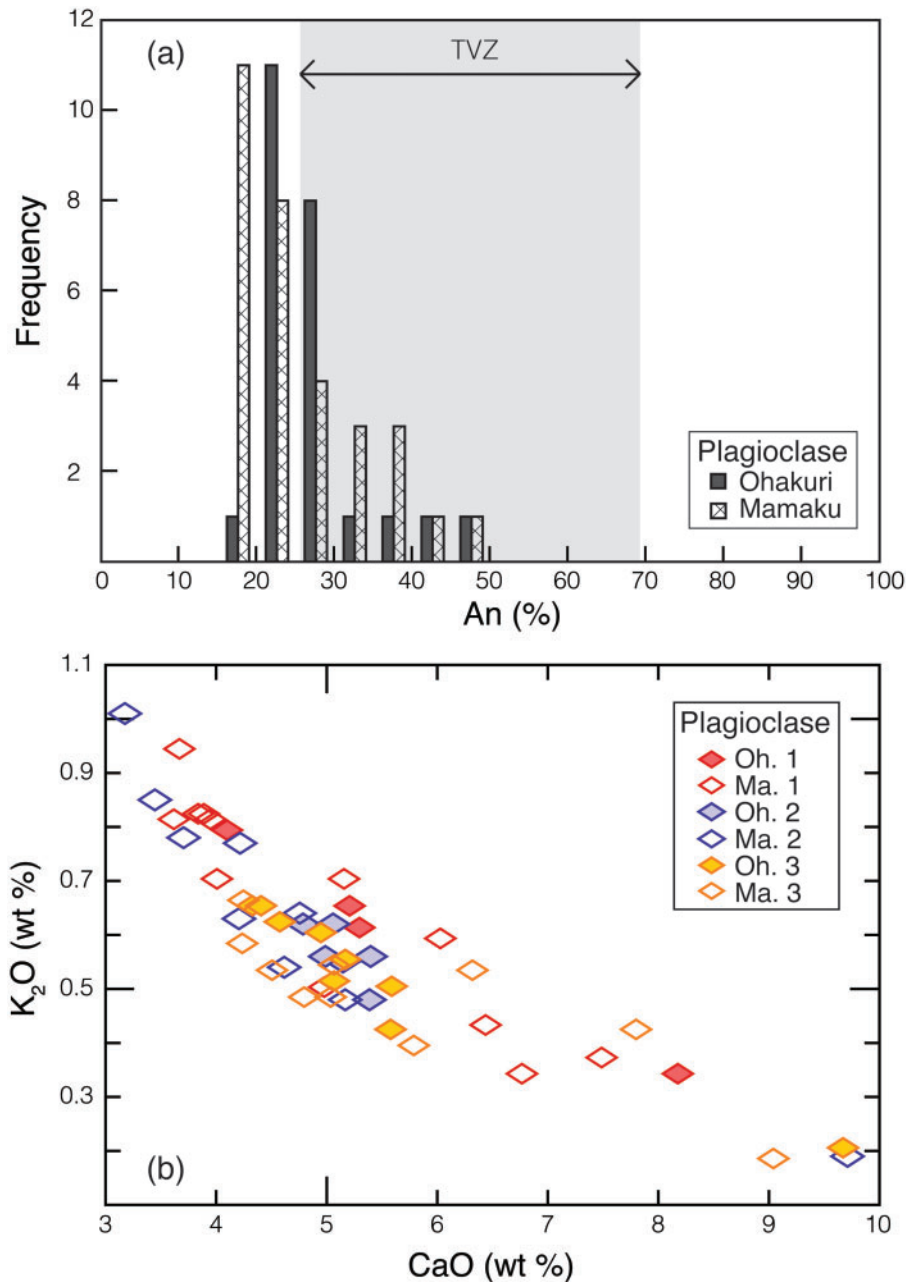 12
(a)
TVZ
10
8
Frequency
6
4
Plagioclase
2
Ohakuri
Mamaku
0 10 20 30 40 50 60 70 80 90 100
An (%)
1.1
Plagioclase
Oh. 1
0.9
Ma. 1
Oh. 2
Ma. 2
K₂O (wt %)
0.7
Oh. 3
Ma. 3
0.5
0.3
(b)
3 4 5 6 7 8 9 10
CaO (wt %)